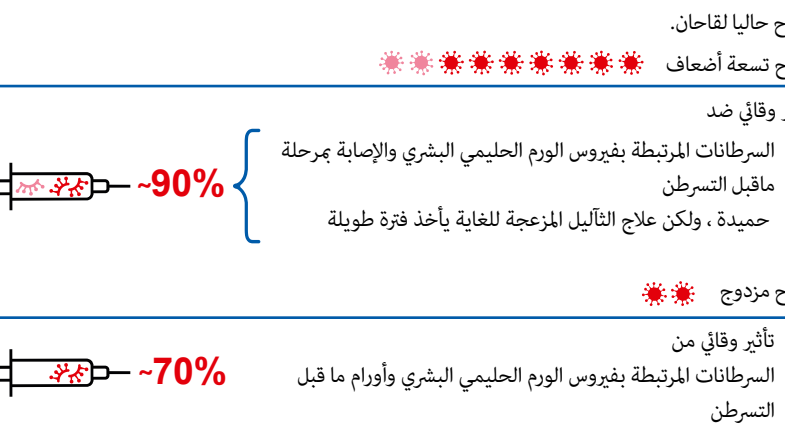 حاليا لقاحان.
تسعة أضعاف
وقائي ضد
السرطانات المرتبطة بفيروس الورم الحليمي البشري والإصابة بمرحلة
ماقبل التسرطن
حميدة ، ولكن علاج الثآليل المزعجة للغاية يأخذ فترة طويلة
~90%
مزدوج
تأثير وقائي من
السرطانات المرتبطة بفيروس الورم الحليمي البشري وأورام ما قبل
التسرطن
~70%